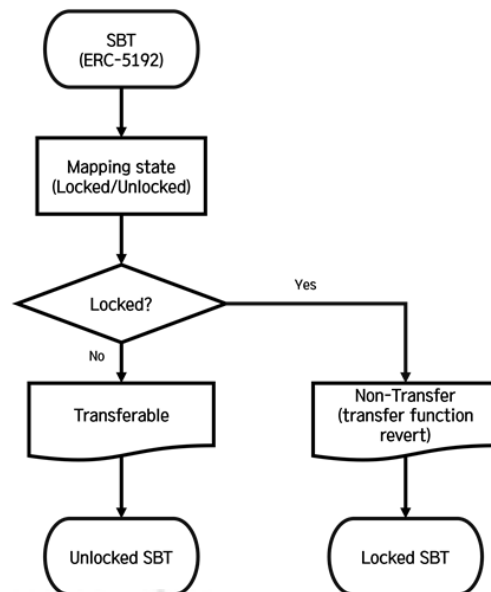 SBT
(ERC-5192)
Mapping state
(Locked/Unlocked)
Locked?
Yes
No
Transferable
Non-Transfer
(transfer function
revert)
Unlocked SBT
Locked SBT